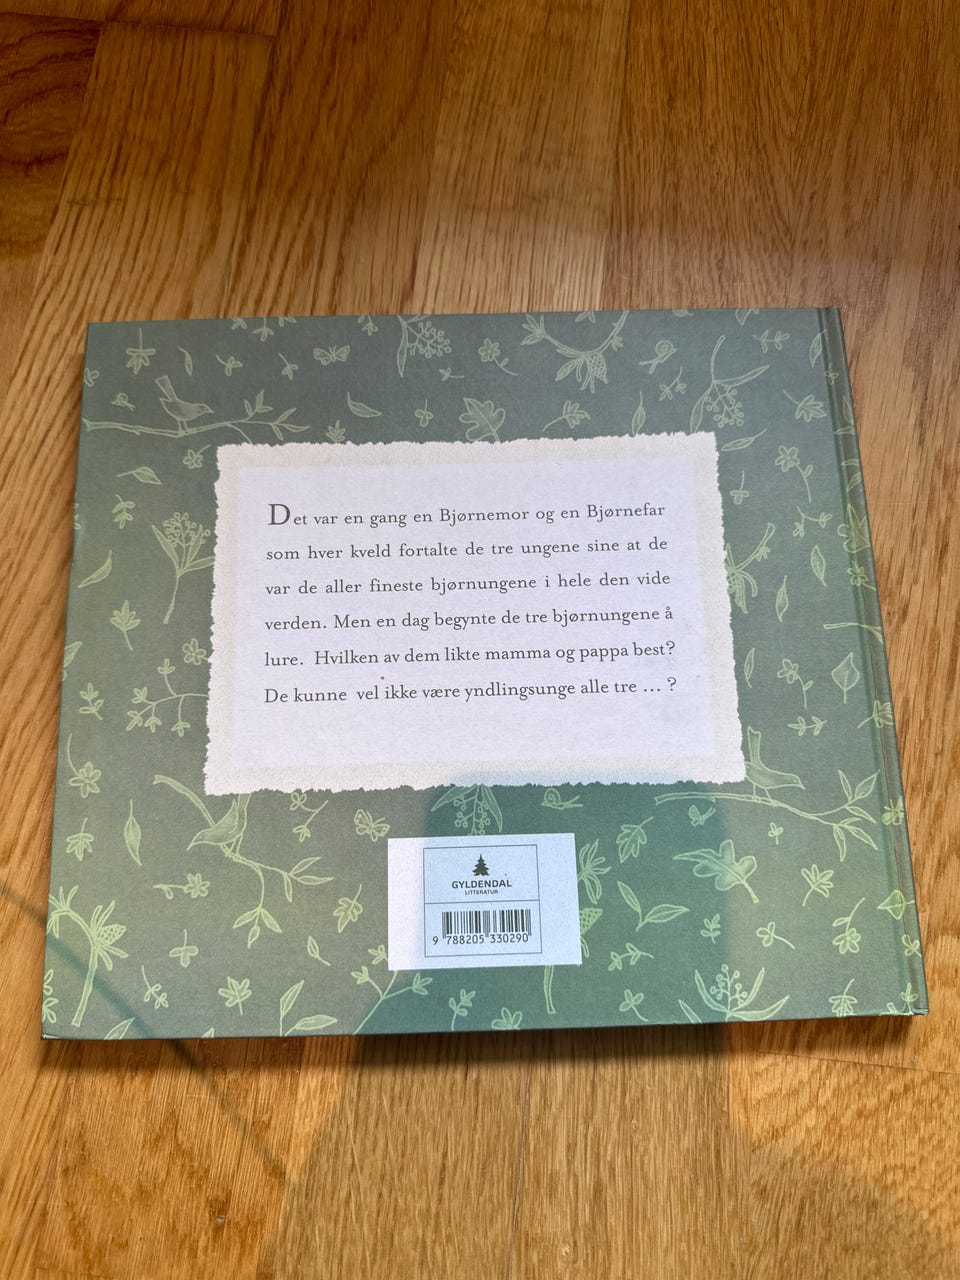 Det var en gang en Bjørnemor og en Bjørnefar
som hver kveld fortalte de tre ungene sine at de
var de aller fineste bjørnungene i hele den vide
verden. Men en dag begynte de tre bjørnungene å
lure. Hvilken av dem likte mamma og pappa best?
De kunne vel ikke være yndlingsunge alle tre ... ?
GYLDENDAL
LITTERATUR
9 788205 330290